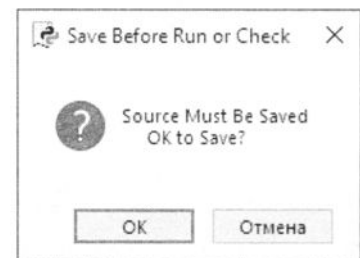 Save Before Run or Check
Source Must Be Saved
OK to Save?
OK
Отмена